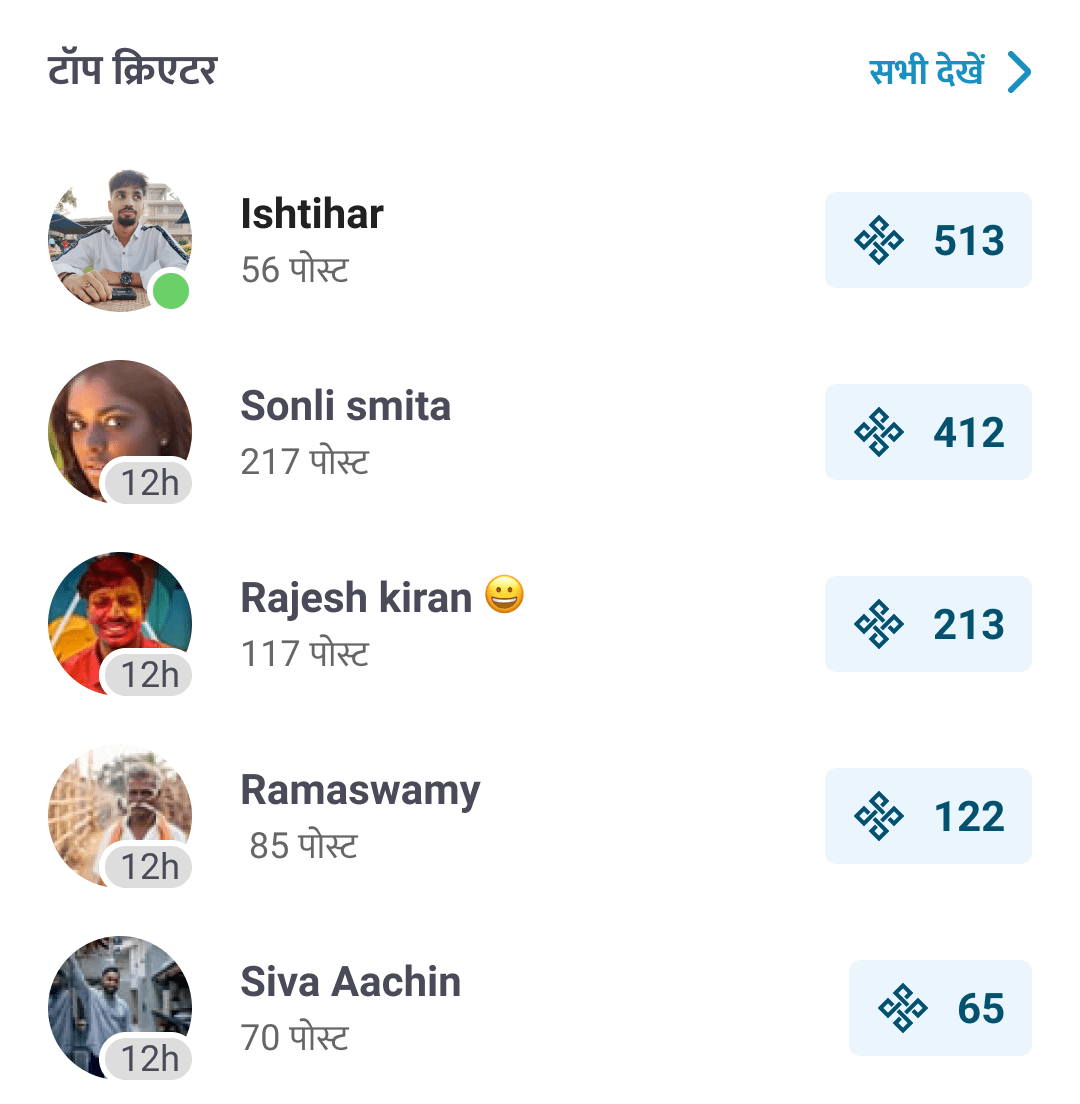 टॉप क्रिएटर
सभी देखें
Ishtihar
56 पोस्ट
513
Sonli smita
217 पोस्ट
12h
412
Rajesh kiran 😀
117 पोस्ट
12h
213
Ramaswamy
85 पोस्ट
12h
122
Siva Aachin
70 पोस्ट
12h
65